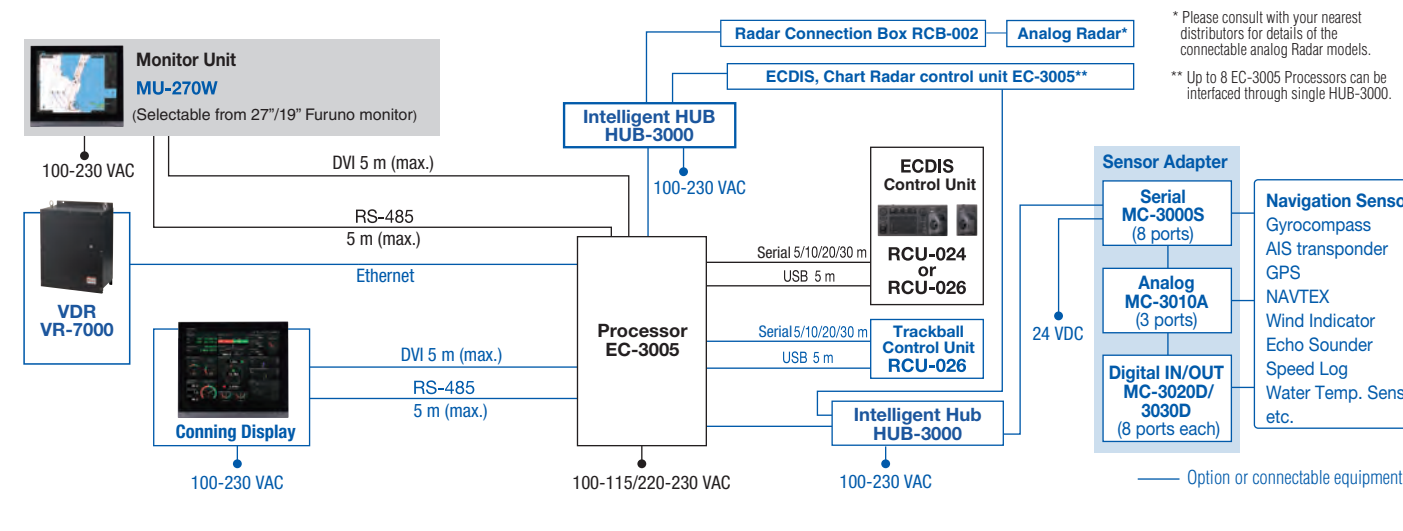 Monitor Unit
MU-270W
(Selectable from 27”/19” Furuno monitor)
100-230 VAC
DVI 5 m (max.)
RS-485
5 m (max.)
Ethernet
VDR
VR-7000
Conning Display
100-230 VAC
DVI 5 m (max.)
RS-485
5 m (max.)
Radar Connection Box RCB-002
Analog Radar*
ECDIS, Chart Radar control unit EC-3005**
Intelligent HUB
HUB-3000
100-230 VAC
Processor
EC-3005
100-115/220-230 VAC
ECDIS
Control Unit
RCU-024
or
RCU-026
Serial 5/10/20/30 m
USB 5 m
Serial 5/10/20/30 m
USB 5 m
Trackball
Control Unit
RCU-026
Intelligent Hub
HUB-3000
100-230 VAC
* Please consult with your nearest
distributors for details of the
connectable analog Radar models.
** Up to 8 EC-3005 Processors can be
interfaced through single HUB-3000.
Sensor Adapter
Serial
MC-3000S
(8 ports)
Analog
MC-3010A
(3 ports)
Digital IN/OUT
MC-3020D/
3030D
(8 ports each)
24 VDC
Navigation Senso
Gyrocompass
AIS transponder
GPS
NAVTEX
Wind Indicator
Echo Sounder
Speed Log
Water Temp. Sens
etc.
Option or connectable equipment